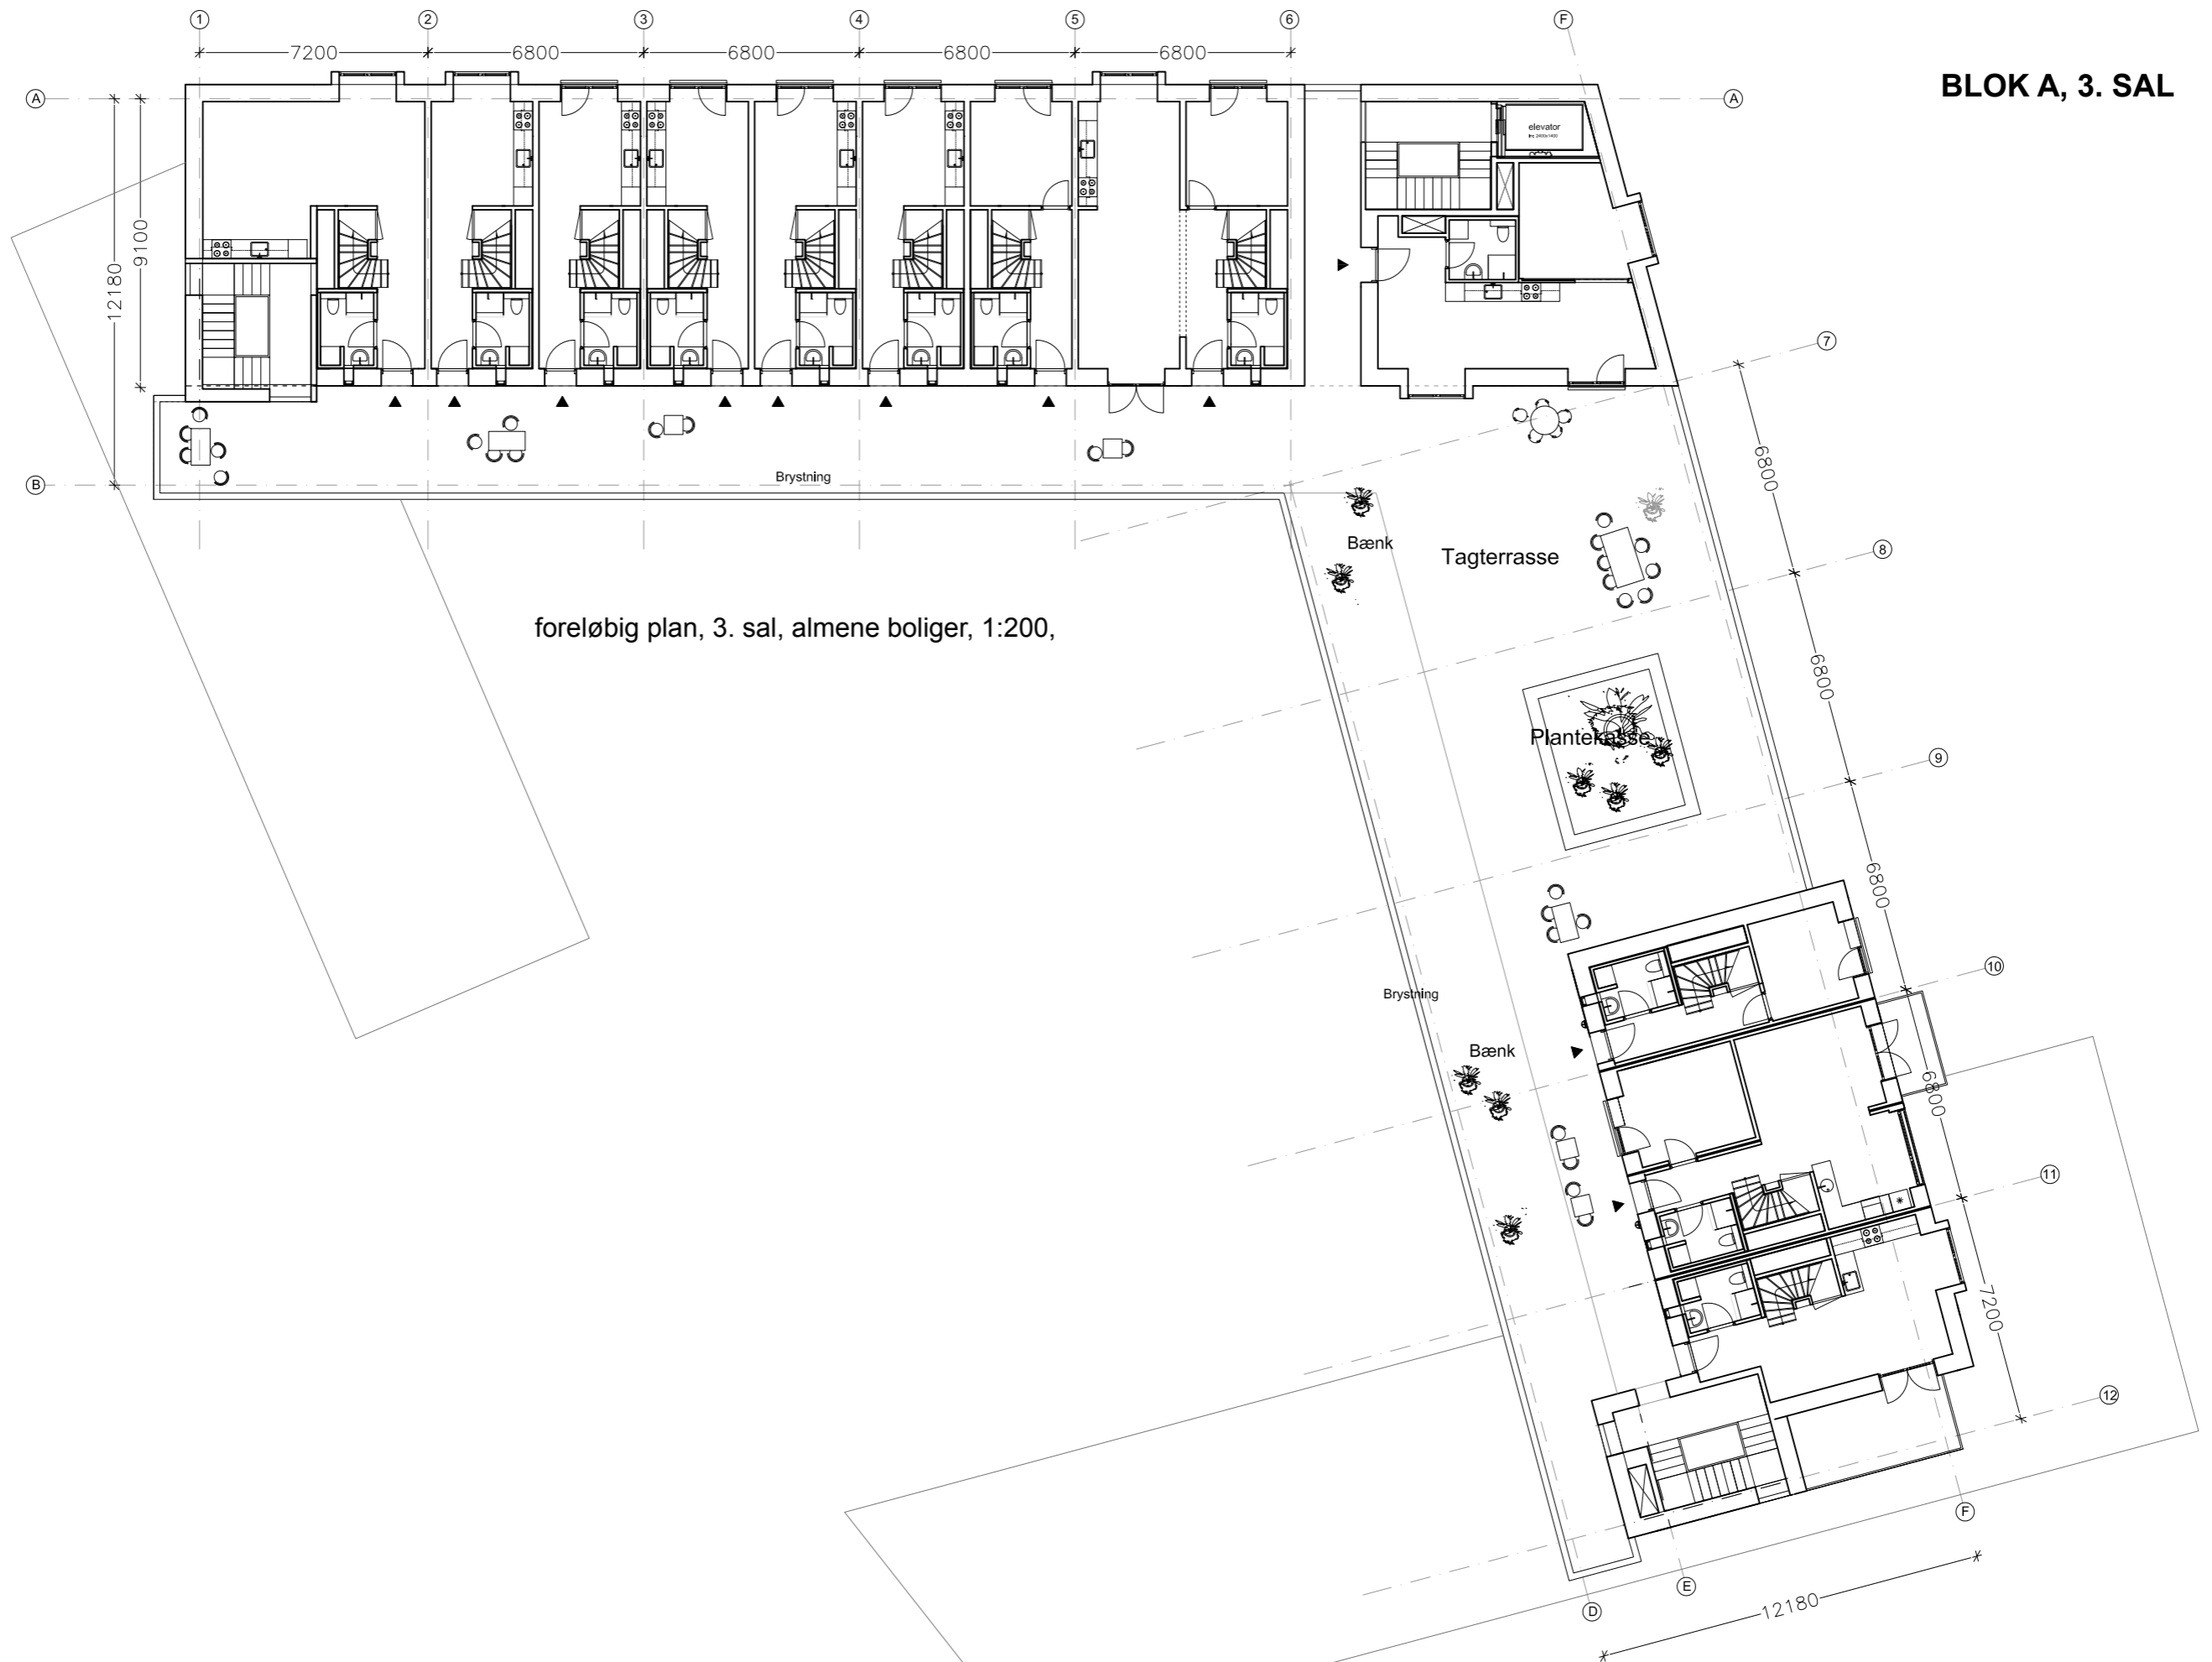 1 2 3 4 5 6 F
7200 6800 6800 6800 6800
BLOK A, 3. SAL
A A
elevator
12180
9100
7
B
Brystning
6800
Bænk
Tagterrasse
8
foreløbig plan, 3. sal, almene boliger, 1:200,
6800
Plantekasse
9
6800
10
Brystning
Bænk
6800
11
7200
12
F
E
D
12180